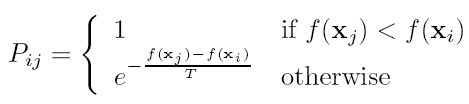 P_{ij} = \begin{cases} 1 & \text{if } f(\mathbf{x}_j) < f(\mathbf{x}_i) \\ e^{-\frac{f(\mathbf{x}_j)-f(\mathbf{x}_i)}{T}} & \text{otherwise} \end{cases}